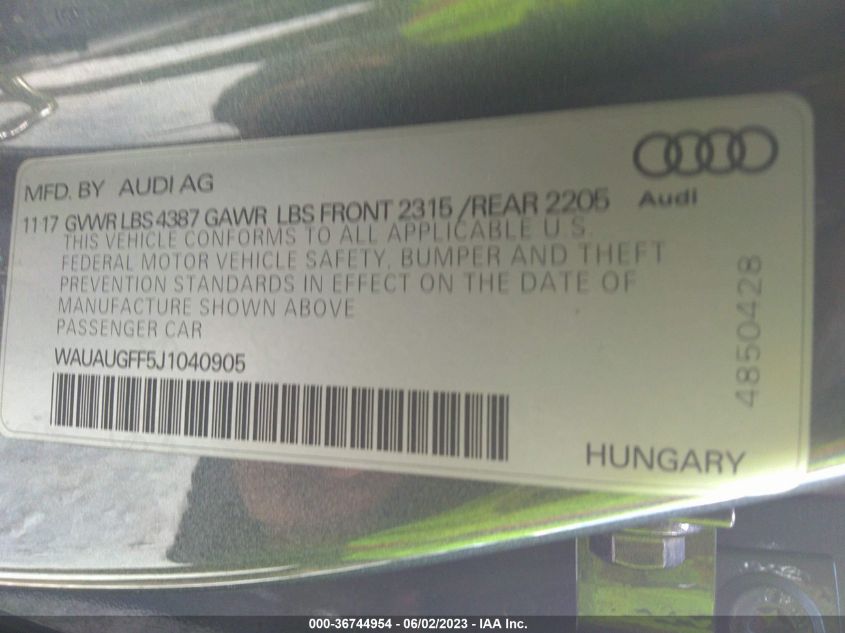 MFD. BY AUDI AG
Audi
11 17 GVWR LBS 4387 GAWR LBS FRONT 2315 /REAR 2205
THIS VEHICLE CONFORMS TO ALL APPLICABLE U.S.
FEDERAL MOTOR VEHICLE SAFETY, BUMPER AND THEFT
PREVENTION STANDARDS IN EFFECT ON THE DATE OF
MANUFACTURE SHOWN ABOVE
PASSENGER CAR
WAUAUGFF5J1040905
4850428
HUNGARY
000-36744954 - 06/02/2023 - IAA Inc.